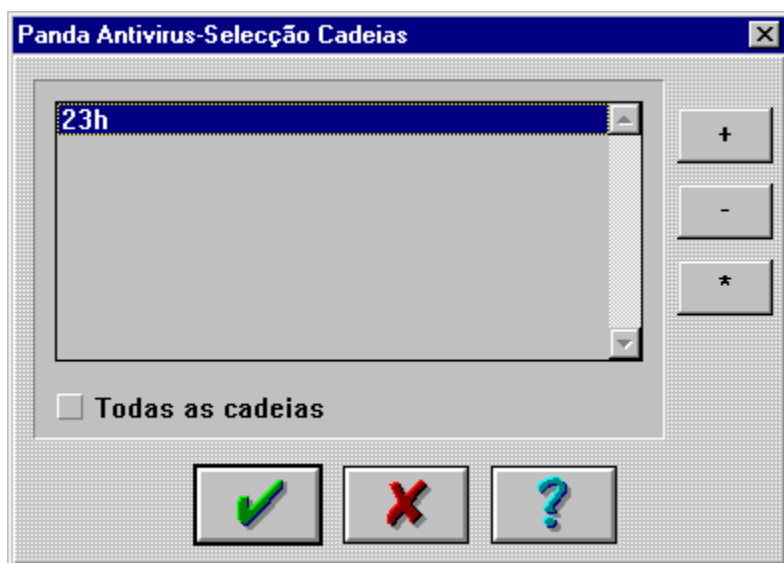 Panda Antivirus-Selecção Cadeias
23h
+
-
*
Todas as cadeias